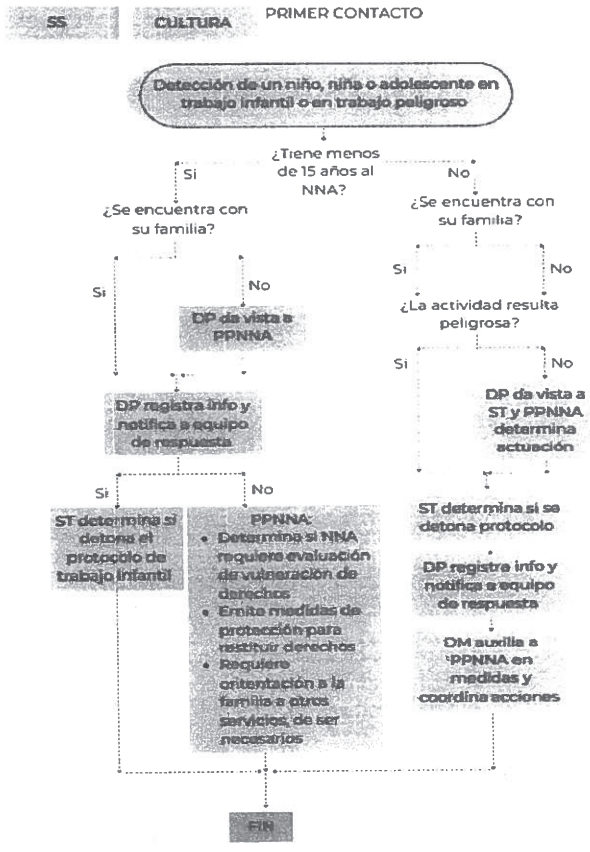 SS
CULTURA
PRIMER CONTACTO
Detección de un niño, niña o adolescente en
trabajo infantil o en trabajo peligroso
¿Tiene menos
de 15 años al
NNA?
Si
No
¿Se encuentra con
su familia?
¿Se encuentra con
su familia?
Si
No
Si
No
DP da vista a
PPNNA
¿La actividad resulta
peligrosa?
Si
No
DP da vista a
ST y PPNNA
determina
actuación
DP registra info y
notifica a equipo
de respuesta
Si
No
ST determina si
detona el
protocolo de
trabajo infantil
PPNNA:
• Determina si NNA
requiere evaluación
de vulneración de
derechos
• Emite medidas de
protección para
restituir derechos
• Requiere
orientación a la
familia a otros
servicios, de ser
necesarios
ST determina si se
detona protocolo
DP registra info y
notifica a equipo
de respuesta
DM auxilia a
PPNNA en
medidas y
coordina acciones
FIN